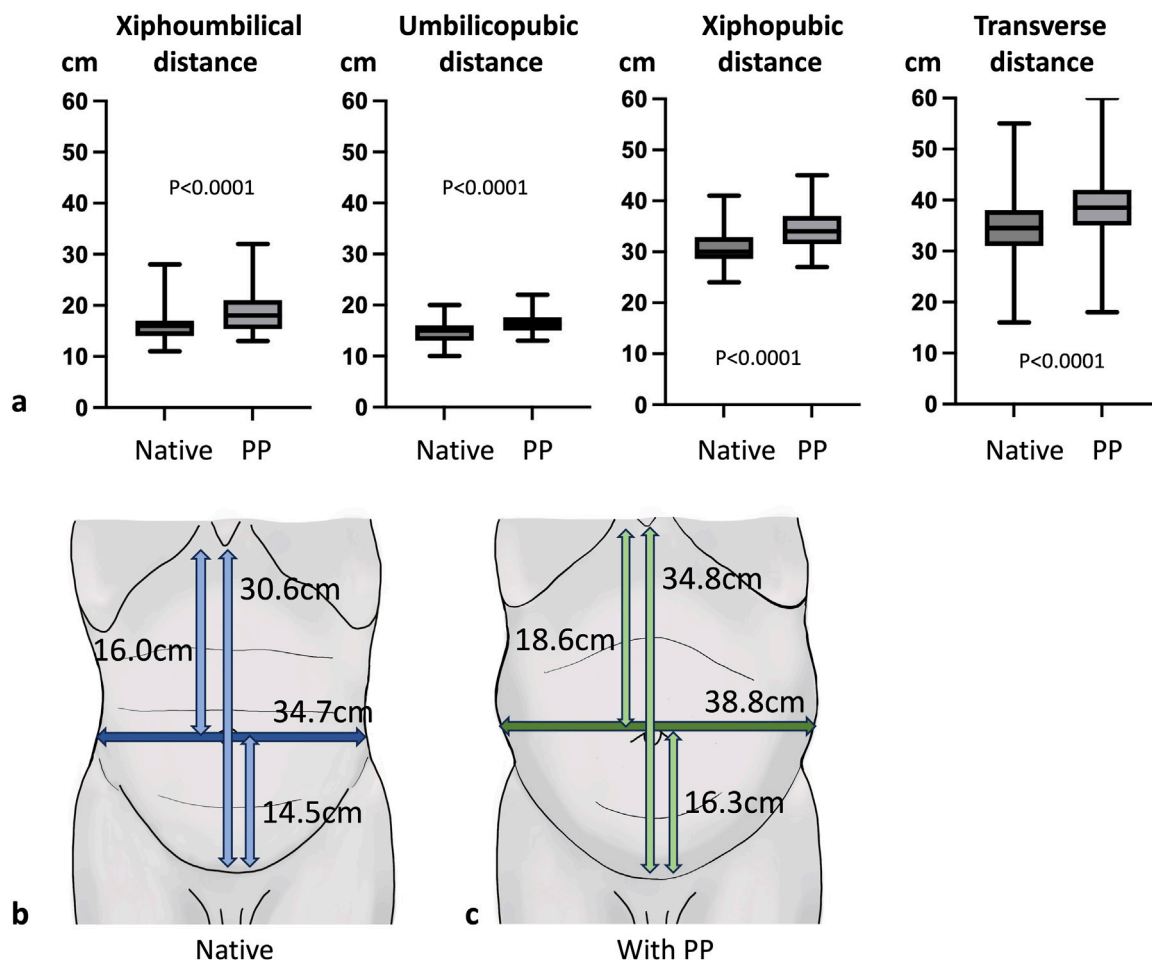 Xiphoumbilical
distance
cm
60
50
40
30
20
10
0
P<0.0001
Native PP
Umbilicopubic
distance
cm
60
50
40
30
20
10
0
P<0.0001
Native PP
Xiphopubic
distance
cm
60
50
40
30
20
10
0
P<0.0001
Native PP
Transverse
distance
cm
60
50
40
30
20
10
0
P<0.0001
Native PP
a
30.6cm
16.0cm
34.7cm
14.5cm
b
Native
34.8cm
18.6cm
38.8cm
16.3cm
c
With PP